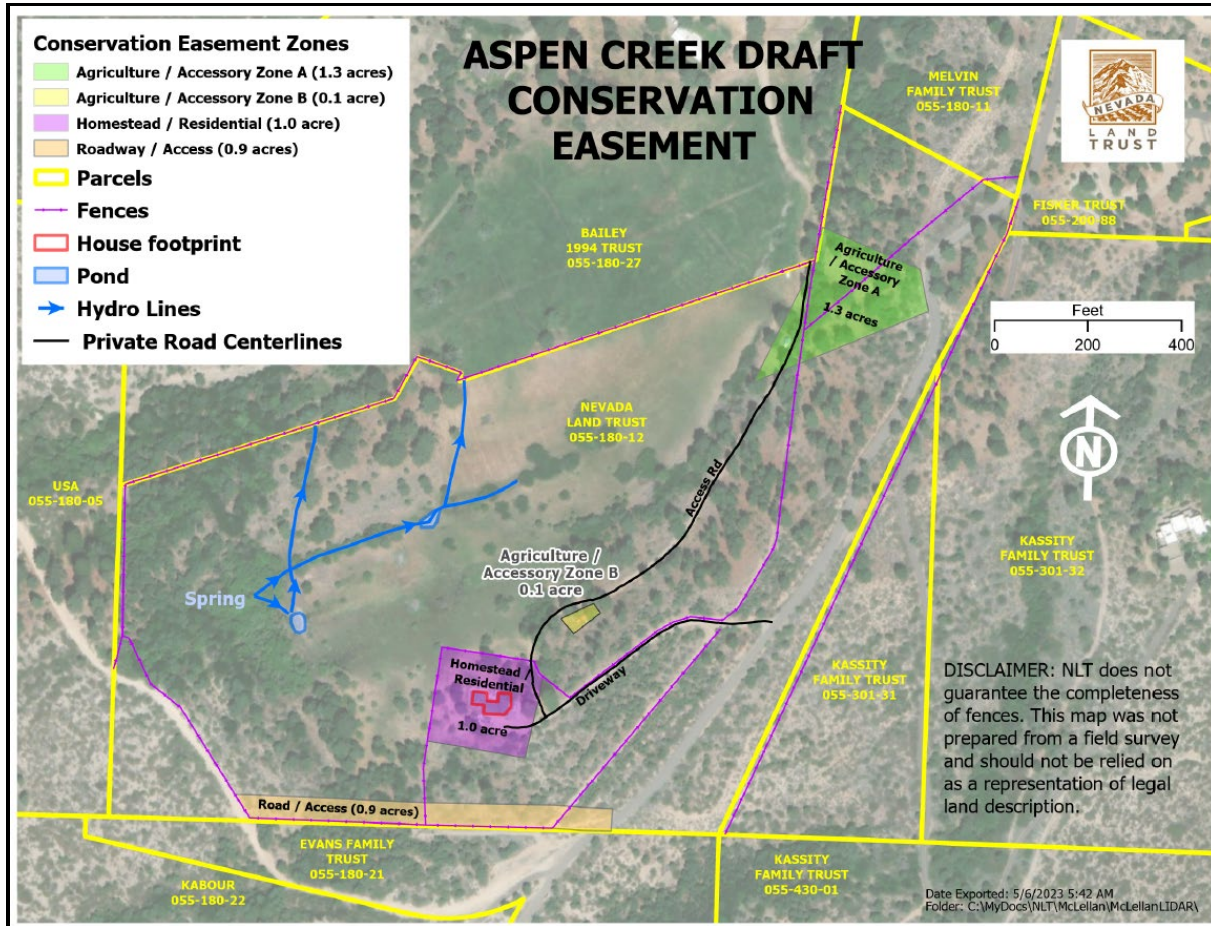 Conservation Easement Zones
Agriculture / Accessory Zone A (1.3 acres)
Agriculture / Accessory Zone B (0.1 acre)
Homestead / Residential (1.0 acre)
Roadway / Access (0.9 acres)
Parcels
Fences
House footprint
Pond
Hydro Lines
Private Road Centerlines
ASPEN CREEK DRAFT
CONSERVATION
EASEMENT
NEVADA
LAND
TRUST
MELVIN
FAMILY TRUST
055-180-11
FISKER TRUST
055-200-88
BAILEY
1994 TRUST
055-180-27
Agriculture
/ Accessory
Zone A
1.3 acres
Feet
0 200 400
N
NEVADA
LAND TRUST
055-180-12
USA
055-180-05
Access Rd
KASSITY
FAMILY TRUST
055-301-32
Agriculture /
Accessory Zone B
0.1 acre
Spring
Homestead /
Residential
1.0 acre
Driveway
KASSITY
FAMILY TRUST
055-301-31
DISCLAIMER: NLT does not
guarantee the completeness
of fences. This map was not
prepared from a field survey
and should not be relied on
as a representation of legal
land description.
Road / Access (0.9 acres)
EVANS FAMILY
TRUST
055-180-21
KABOUR
055-180-22
KASSITY
FAMILY TRUST
055-430-01
Date Exported: 5/6/2023 5:42 AM
Folder: C:\MyDocs\NLT\McLellan\McLellanLIDAR\